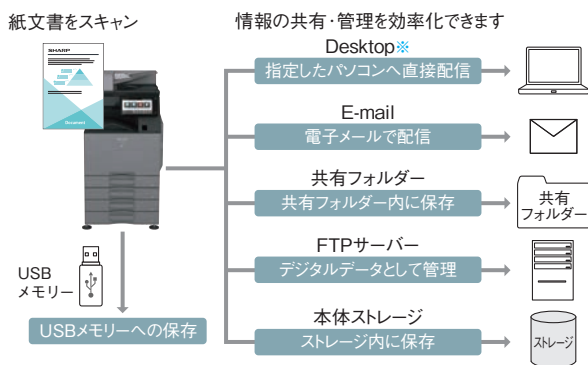 紙文書をスキャン
情報の共有・管理を効率化できます
SHARP
Document
Desktop※
指定したパソコンへ直接配信
E-mail
電子メールで配信
共有フォルダー
共有フォルダー内に保存
共有
フォルダー
FTPサーバー
デジタルデータとして管理
本体ストレージ
ストレージ内に保存
ストレージ
USB
メモリー
USBメモリーへの保存